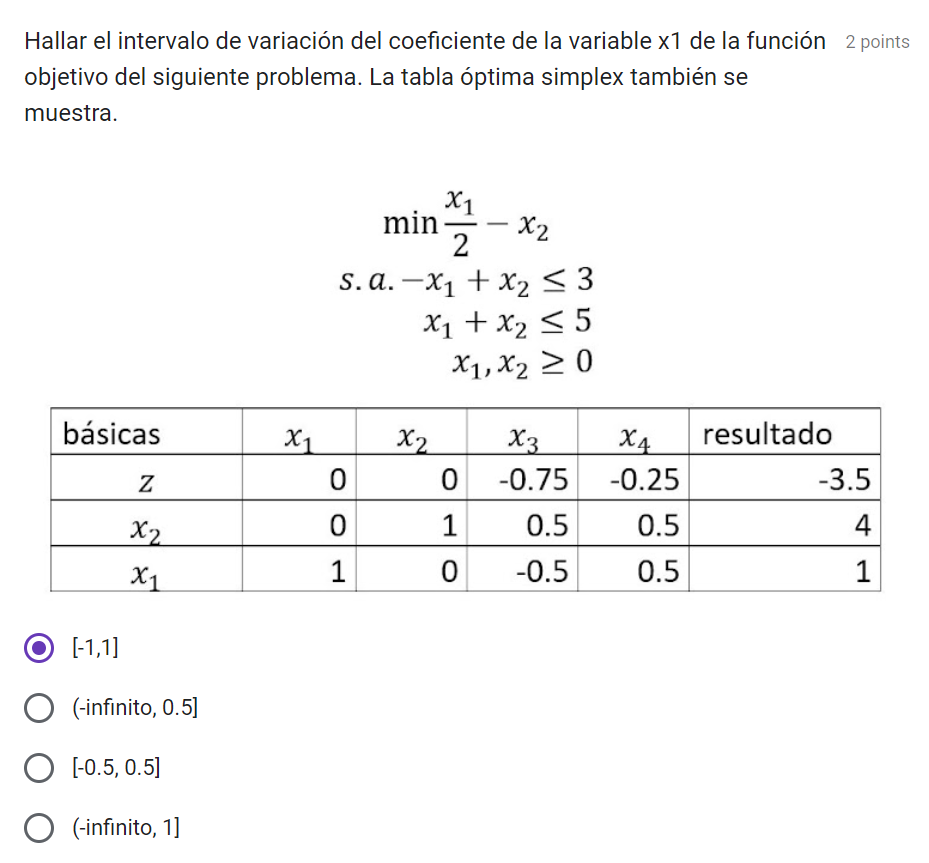 Hallar el intervalo de variación del coeficiente de la variable x1 de la función 2 points
objetivo del siguiente problema. La tabla óptima simplex también se
muestra.
min x₁/2 − x₂
s. a. −x₁ + x₂ ≤ 3
x₁ + x₂ ≤ 5
x₁, x₂ ≥ 0
básicas x₁ x₂ x₃ x₄ resultado
z 0 0 -0.75 -0.25 -3.5
x₂ 0 1 0.5 0.5 4
x₁ 1 0 -0.5 0.5 1
[-1,1]
(-infinito, 0.5]
[-0.5, 0.5]
(-infinito, 1]